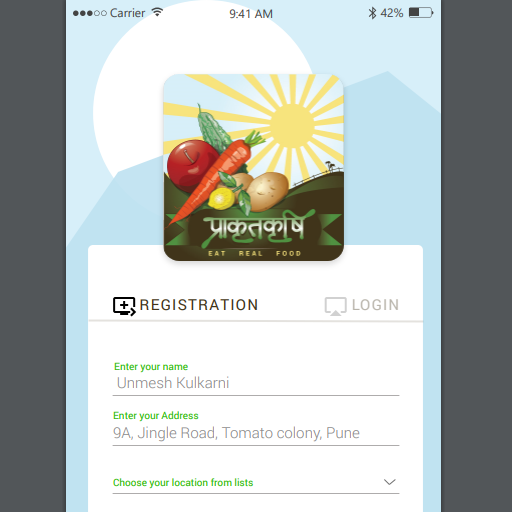 Carrier 9:41 AM 42%
प्राकृतकृषि
EAT REAL FOOD
REGISTRATION LOGIN
Enter your name
Unmesh Kulkarni
Enter your Address
9A, Jingle Road, Tomato colony, Pune
Choose your location from lists